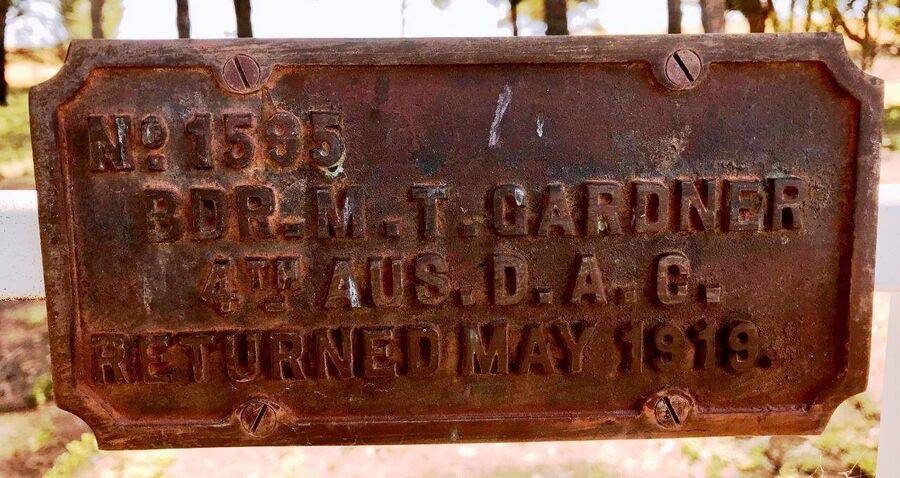 No. 1595
BDR. M. T. GARDNER
4TH AUS. D. A. C.
RETURNED MAY 1919.